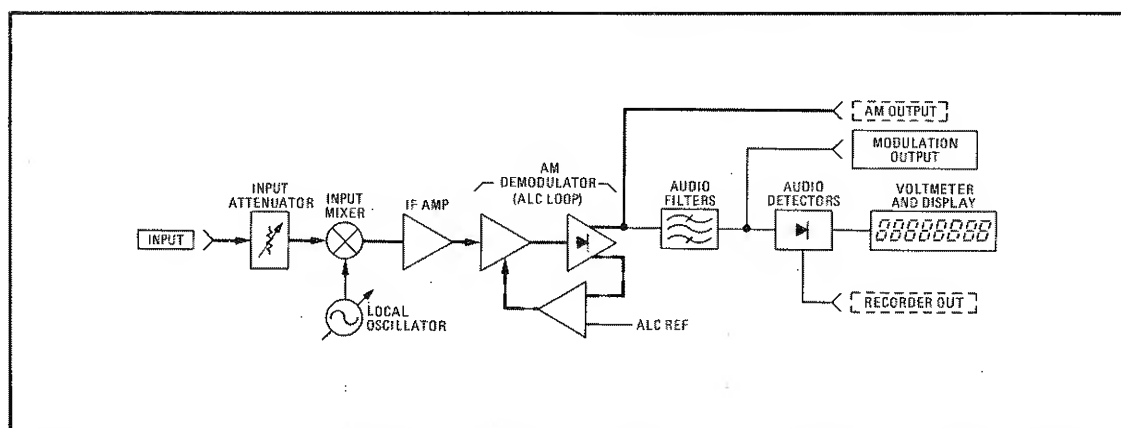 INPUT
INPUT
ATTENUATOR
INPUT
MIXER
LOCAL
OSCILLATOR
IF AMP
AM
DEMODULATOR
(ALC LOOP)
ALC REF
AUDIO
FILTERS
AM OUTPUT
MODULATION
OUTPUT
AUDIO
DETECTORS
VOLTMETER
AND DISPLAY
88888888
RECORDER OUT